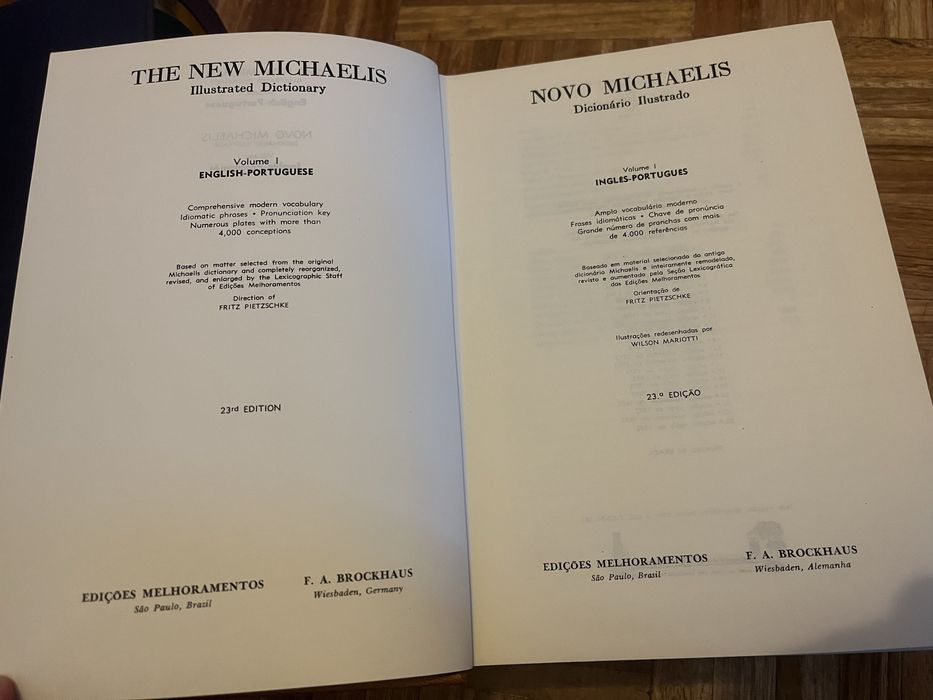 THE NEW MICHAELIS
Illustrated Dictionary
Volume I
ENGLISH-PORTUGUESE
Comprehensive modern vocabulary
Idiomatic phrases • Pronunciation key
Numerous plates with more than
4,000 conceptions
Based on matter selected from the original
Michaelis dictionary and completely reorganized,
revised, and enlarged by the Lexicographic Staff
of Edições Melhoramentos
Direction of
FRITZ PIETZSCHKE
23rd EDITION
EDIÇÕES MELHORAMENTOS
São Paulo, Brazil
F. A. BROCKHAUS
Wiesbaden, Germany
NOVO MICHAELIS
Dicionário Ilustrado
Volume I
INGLÊS-PORTUGUÊS
Amplo vocabulário moderno
Frases idiomáticas • Chave de pronúncia
Grande número de pranchas com mais
de 4.000 referências
Baseado em material selecionado do antigo
dicionário Michaelis e inteiramente remodelado,
revisto e aumentado pela Seção Lexicográfica
das Edições Melhoramentos
Orientação de
FRITZ PIETZSCHKE
Ilustrações redesenhadas por
WILSON MARIOTTI
23.ª EDIÇÃO
EDIÇÕES MELHORAMENTOS
São Paulo, Brasil
F. A. BROCKHAUS
Wiesbaden, Alemanha